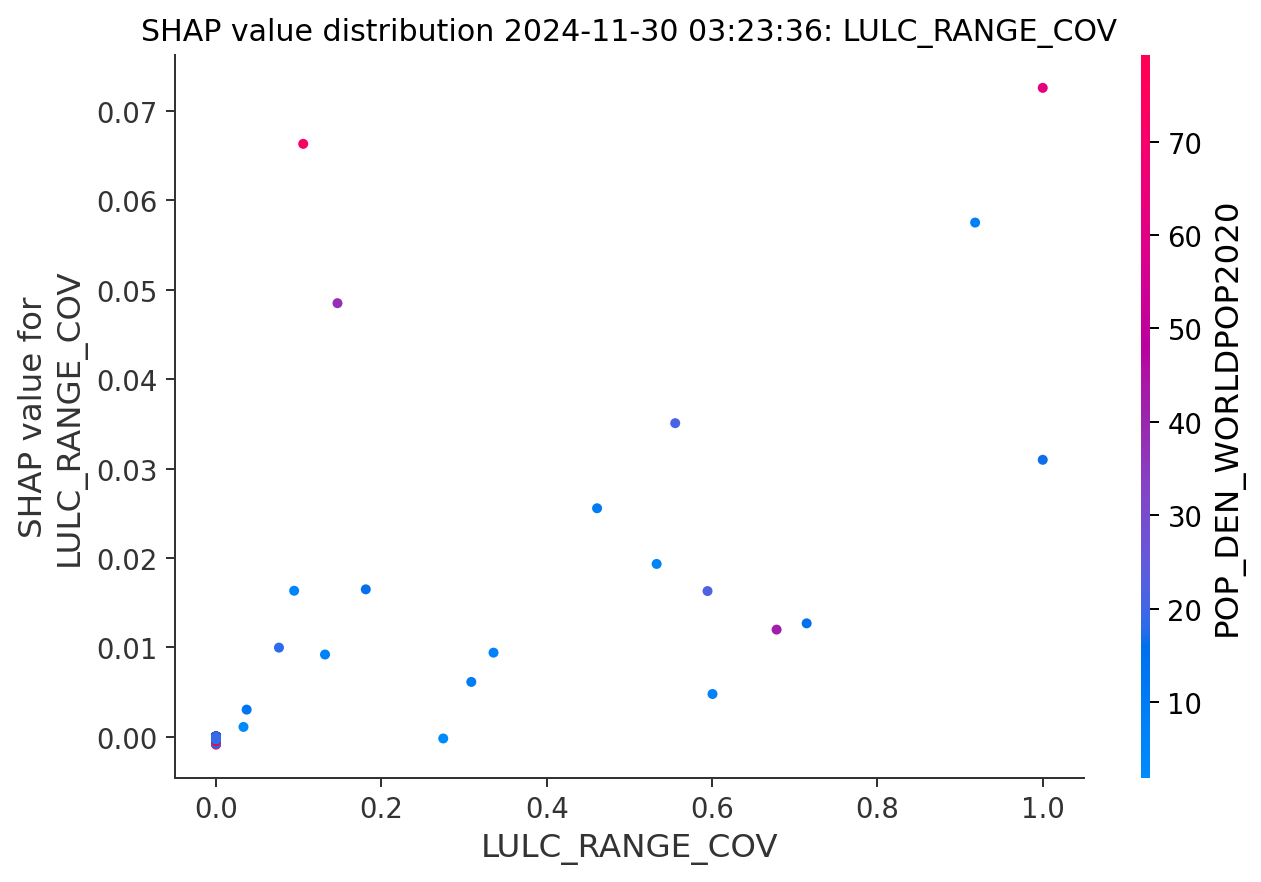 SHAP value distribution 2024-11-30 03:23:36: LULC_RANGE_COV
SHAP value for
LULC_RANGE_COV
0.07
0.06
0.05
0.04
0.03
0.02
0.01
0.00
0.0 0.2 0.4 0.6 0.8 1.0
LULC_RANGE_COV
70
60
50
40
30
20
10
POP_DEN_WORLDPOP2020